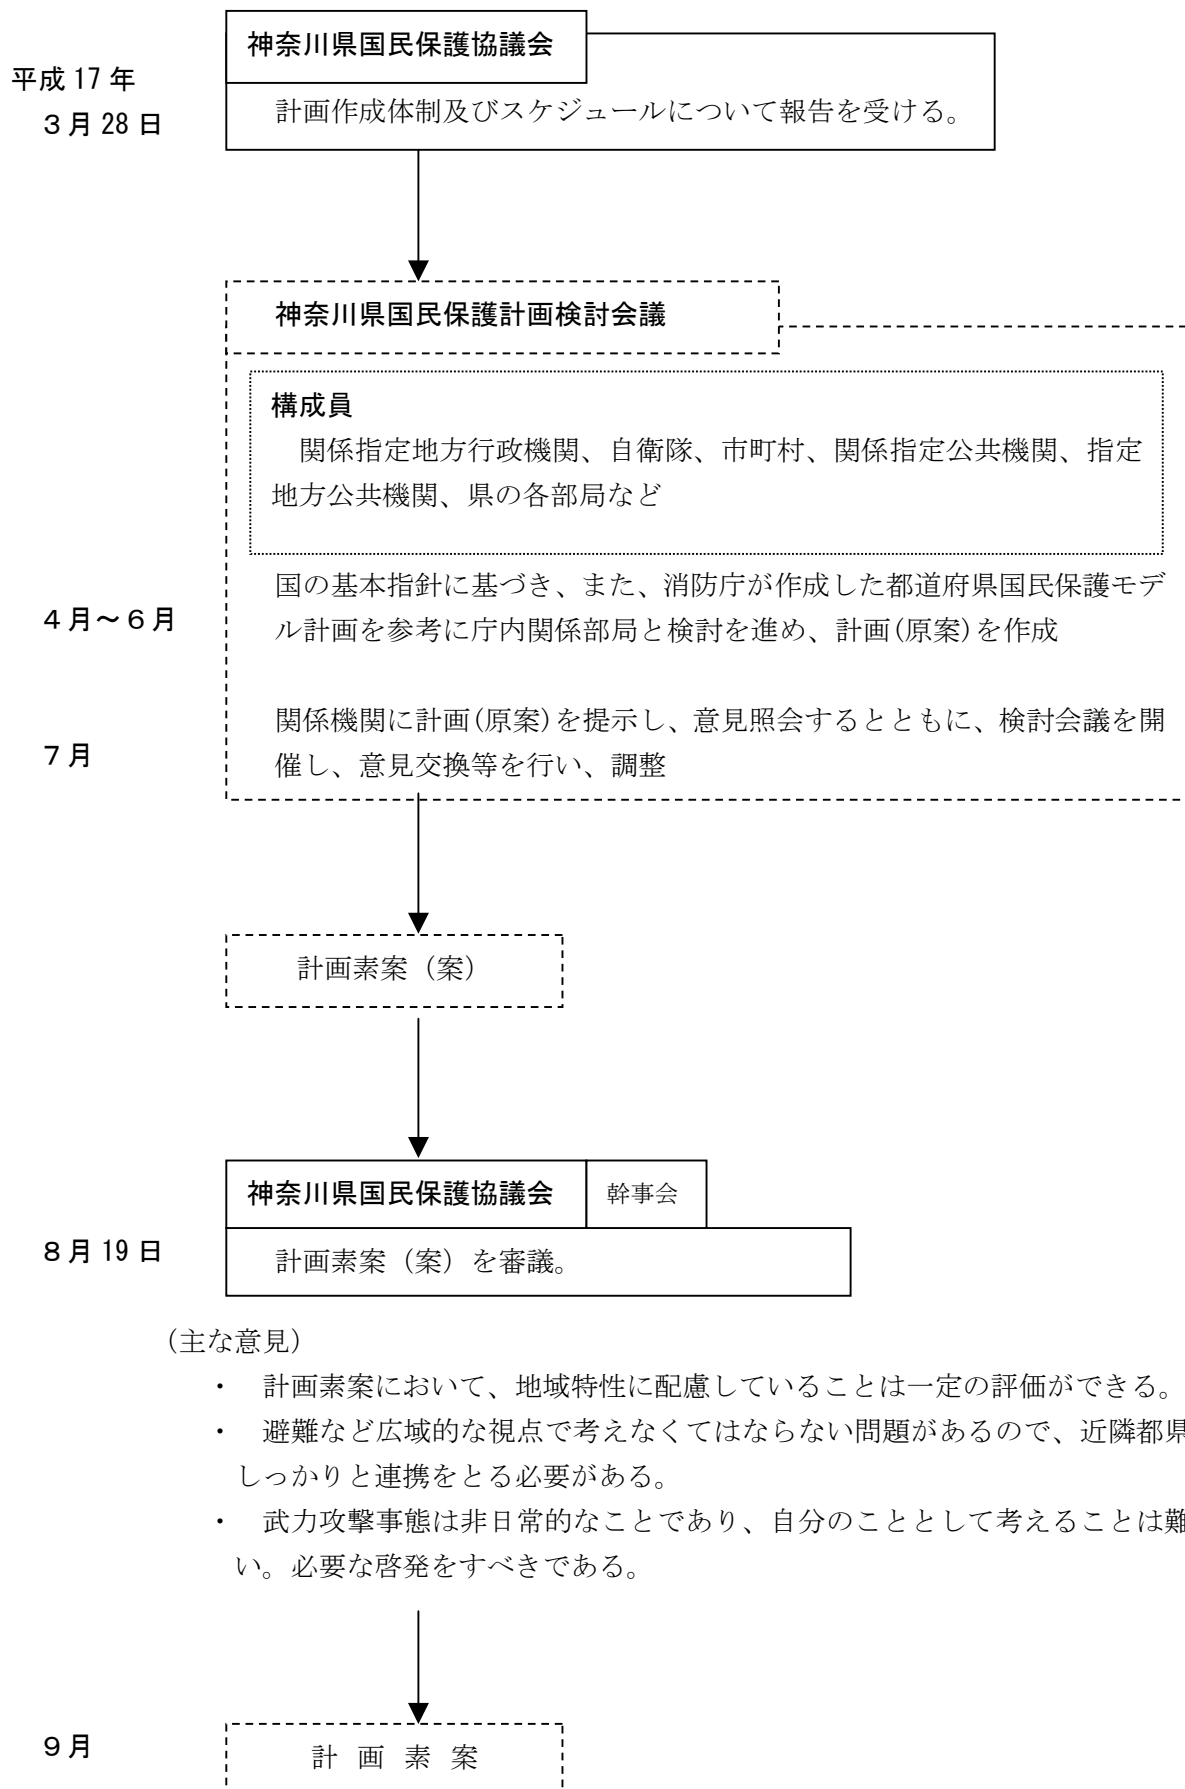 神奈川県国民保護協議会
平成 17 年
３月 28 日
計画作成体制及びスケジュールについて報告を受ける。
神奈川県国民保護計画検討会議
構成員
関係指定地方行政機関、自衛隊、市町村、関係指定公共機関、指定
地方公共機関、県の各部局など
４月～６月
国の基本指針に基づき、また、消防庁が作成した都道府県国民保護モデ
ル計画を参考に庁内関係部局と検討を進め、計画(原案)を作成
７月
関係機関に計画(原案)を提示し、意見照会するとともに、検討会議を開
催し、意見交換等を行い、調整
計画素案（案）
神奈川県国民保護協議会 幹事会
８月 19 日
計画素案（案）を審議。
（主な意見）
・ 計画素案において、地域特性に配慮していることは一定の評価ができる。
・ 避難など広域的な視点で考えなくてはならない問題があるので、近隣都県
しっかりと連携をとる必要がある。
・ 武力攻撃事態は非日常的なことであり、自分のこととして考えることは難
い。必要な啓発をすべきである。
９月
計 画 素 案